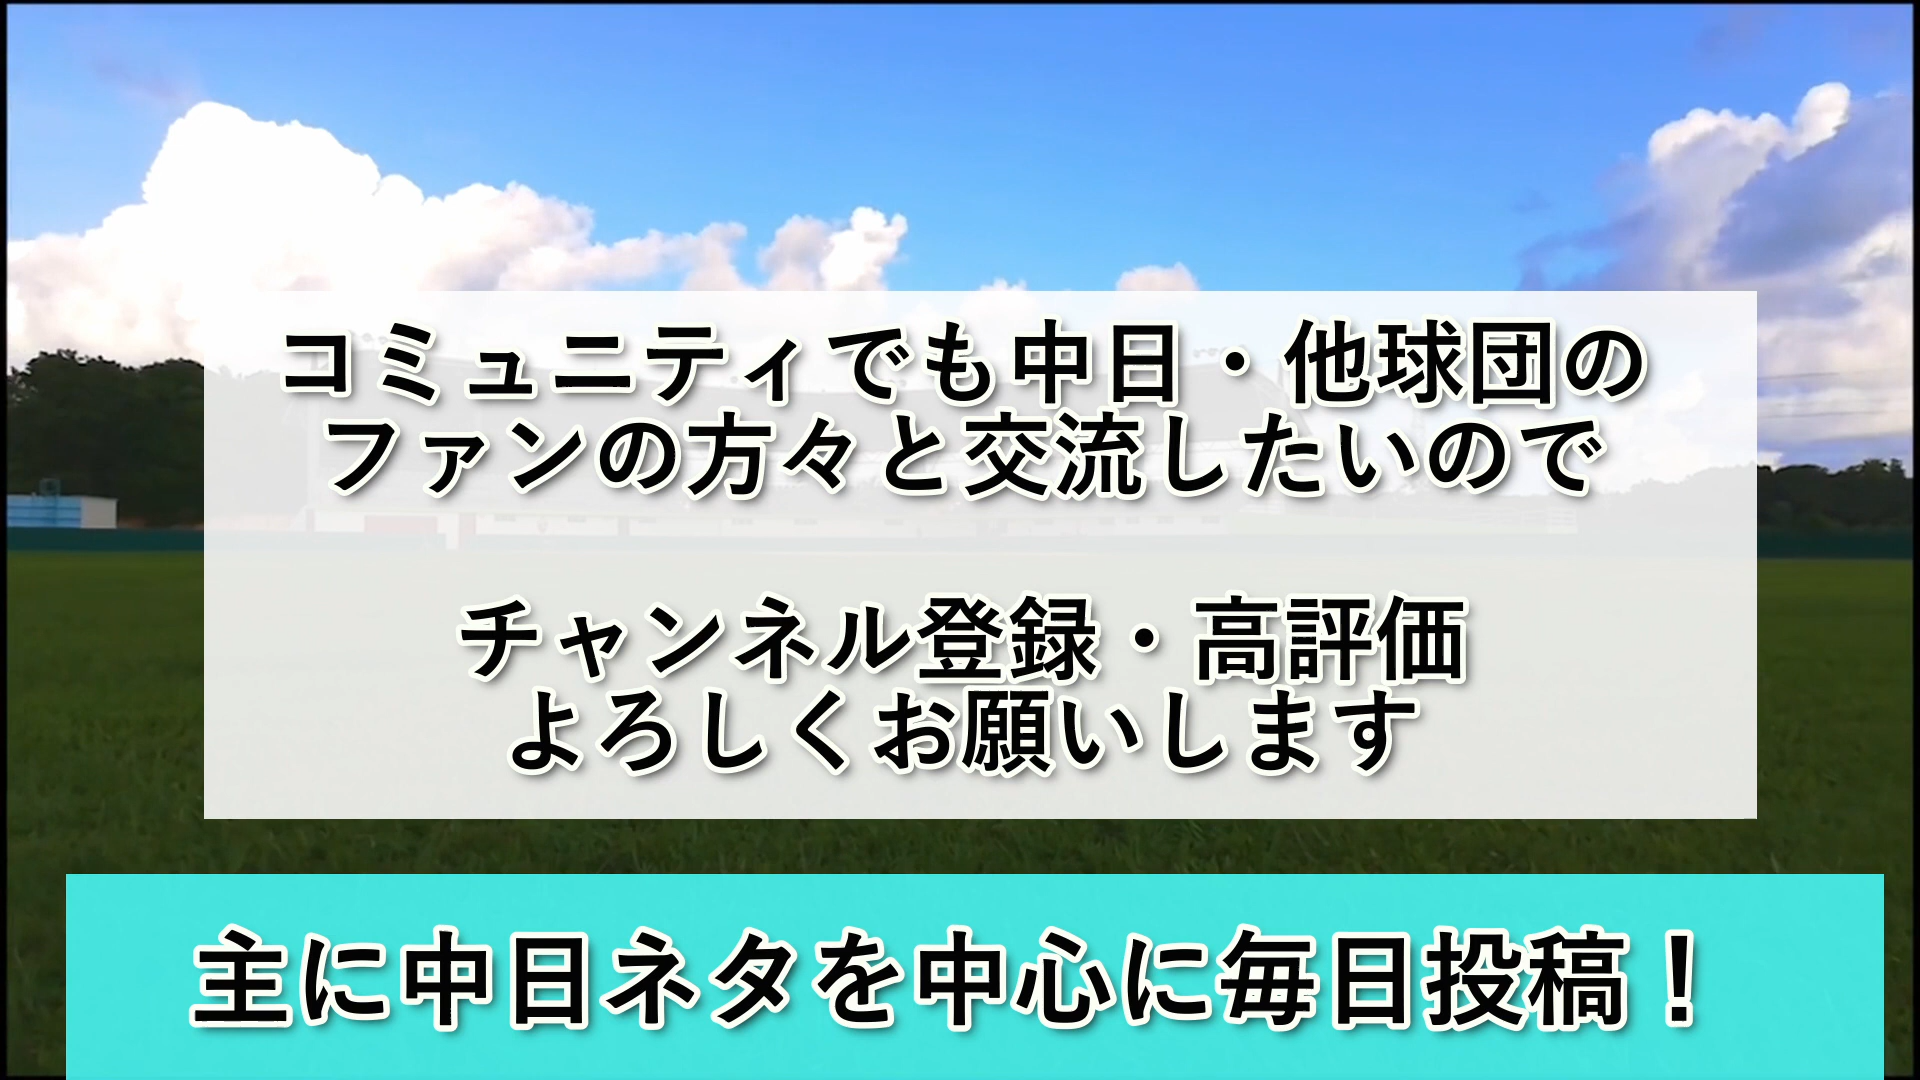 コミュニティでも中日・他球団の
ファンの方々と交流したいので
チャンネル登録・高評価
よろしくお願いします
主に中日ネタを中心に毎日投稿！